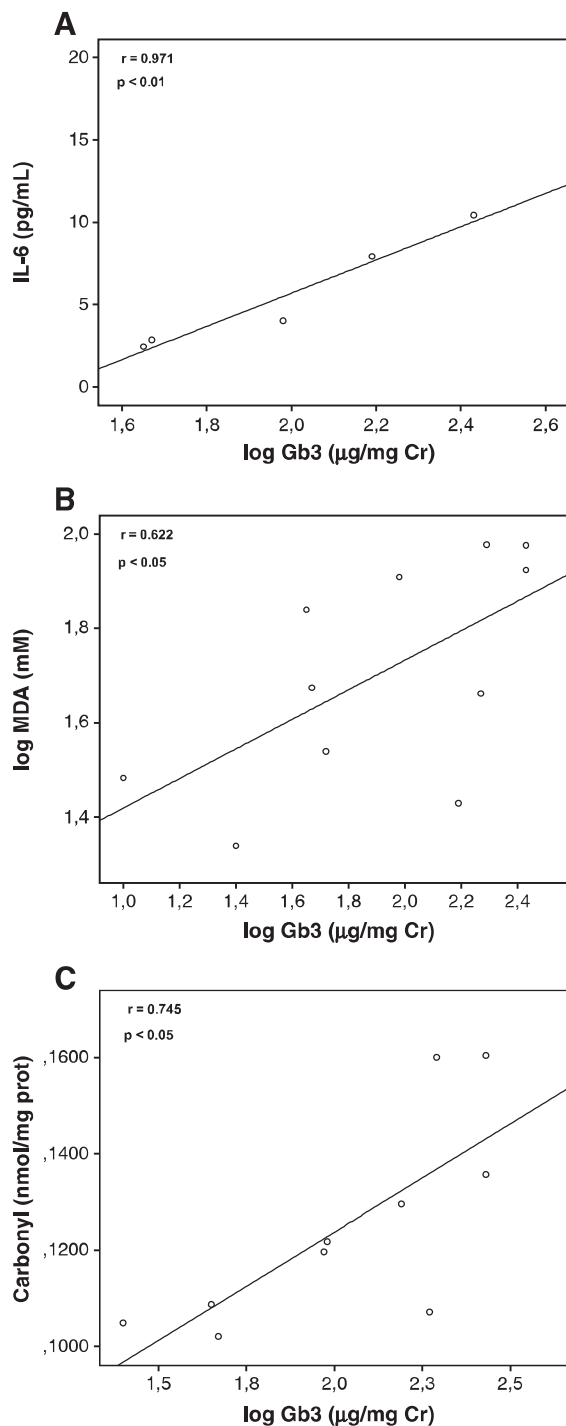 A
r = 0.971
p < 0.01
20
15
10
5
0
IL-6 (pg/mL)
1,6 1,8 2,0 2,2 2,4 2,6
log Gb3 (µg/mg Cr)
B
r = 0.622
p < 0.05
2,0
1,8
1,6
1,4
log MDA (mM)
1,0 1,2 1,4 1,6 1,8 2,0 2,2 2,4
log Gb3 (µg/mg Cr)
C
r = 0.745
p < 0.05
,1600
,1400
,1200
,1000
Carbonyl (nmol/mg prot)
1,5 1,8 2,0 2,3 2,5
log Gb3 (µg/mg Cr)